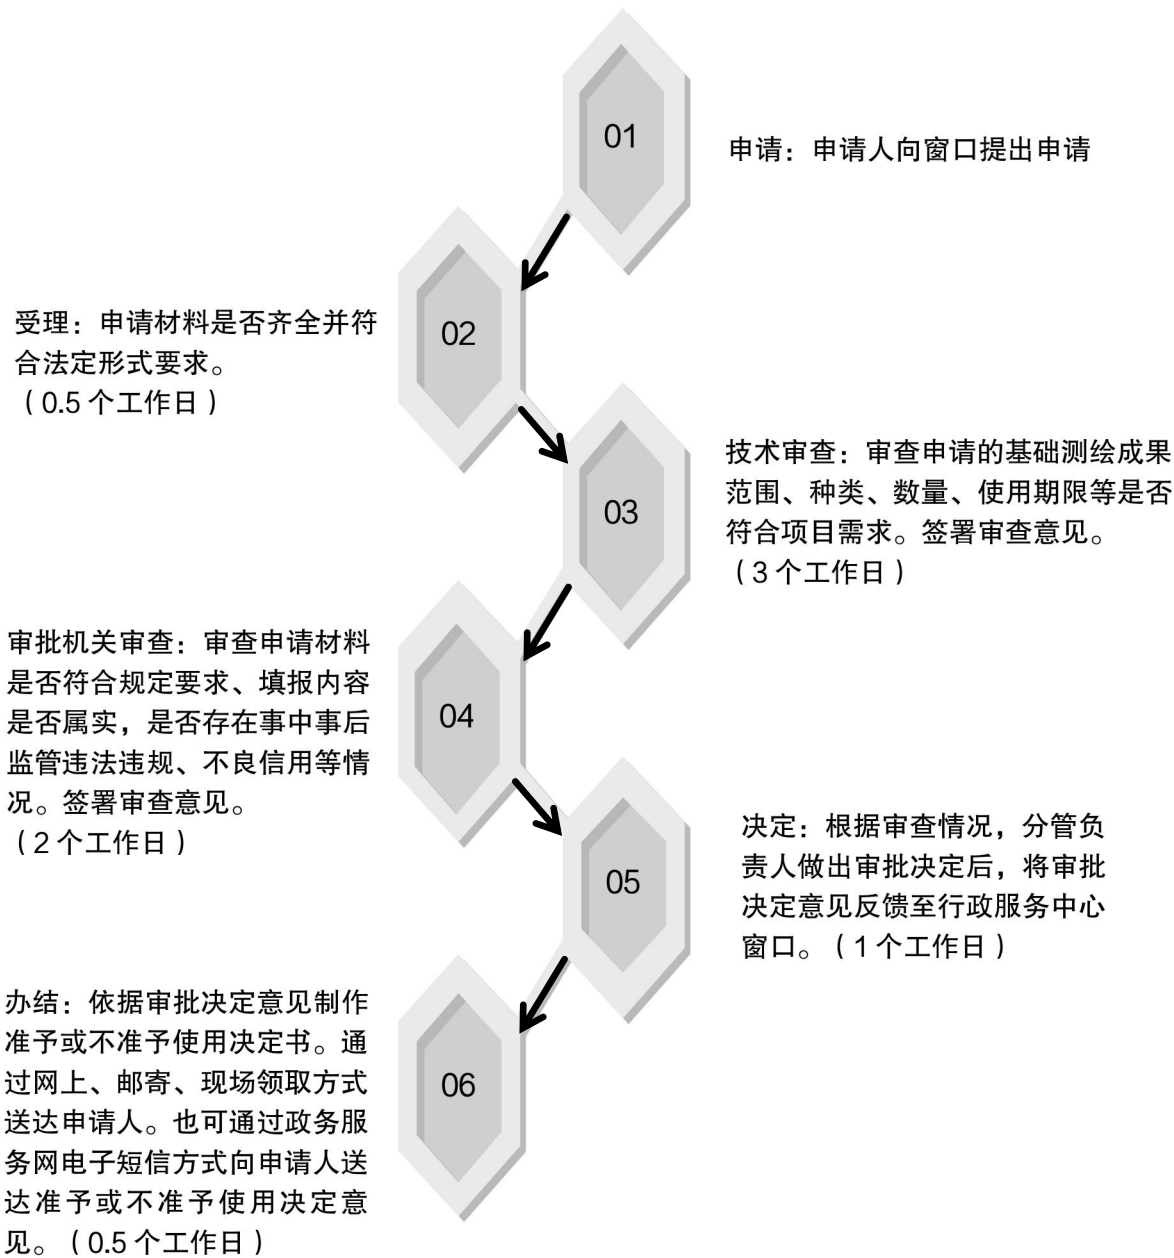 01
申请：申请人向窗口提出申请
02
受理：申请材料是否齐全并符
合法定形式要求。
（0.5 个工作日）
03
技术审查：审查申请的基础测绘成果
范围、种类、数量、使用期限等是否
符合项目需求。签署审查意见。
（3 个工作日）
04
审批机关审查：审查申请材料
是否符合规定要求、填报内容
是否属实，是否存在事中事后
监管违法违规、不良信用等情
况。签署审查意见。
（2 个工作日）
05
决定：根据审查情况，分管负
责人做出审批决定后，将审批
决定意见反馈至行政服务中心
窗口。（1 个工作日）
06
办结：依据审批决定意见制作
准予或不准予使用决定书。通
过网上、邮寄、现场领取方式
送达申请人。也可通过政务服
务网电子短信方式向申请人送
达准予或不准予使用决定意
见。（0.5 个工作日）